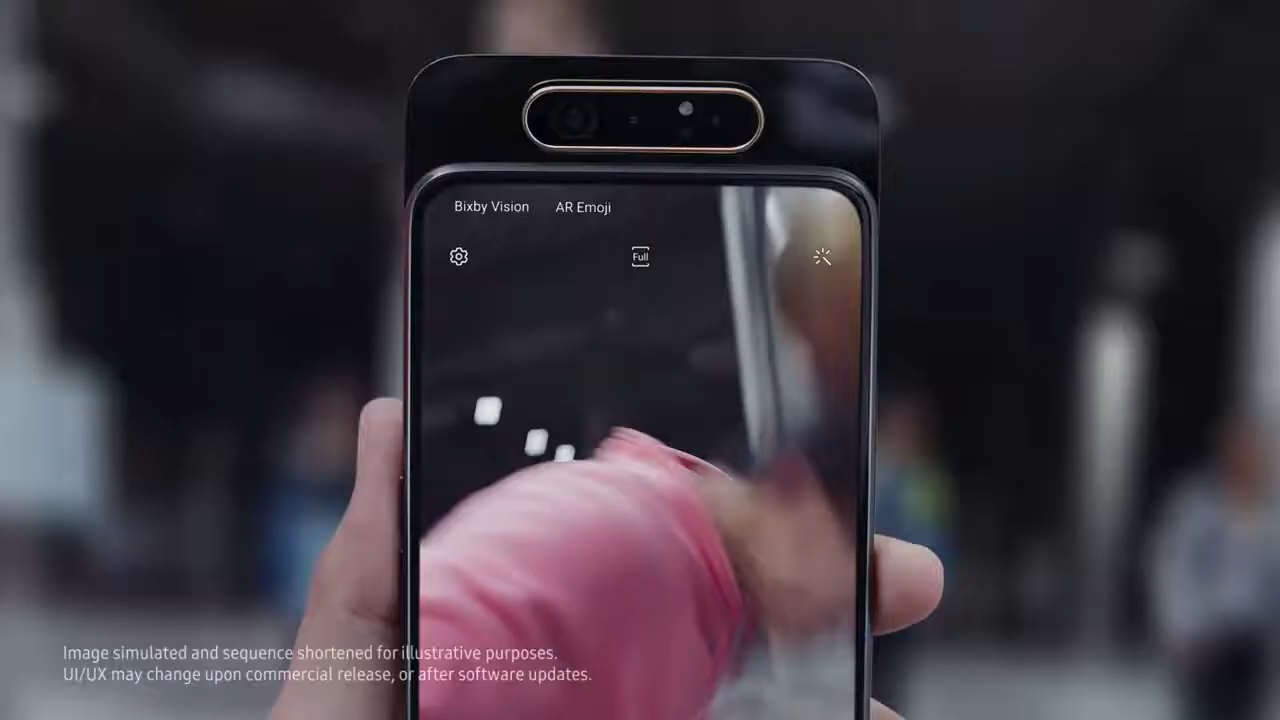 Bixby Vision AR Emoji
Full
Image simulated and sequence shortened for illustrative purposes.
UI/UX may change upon commercial release, or after software updates.